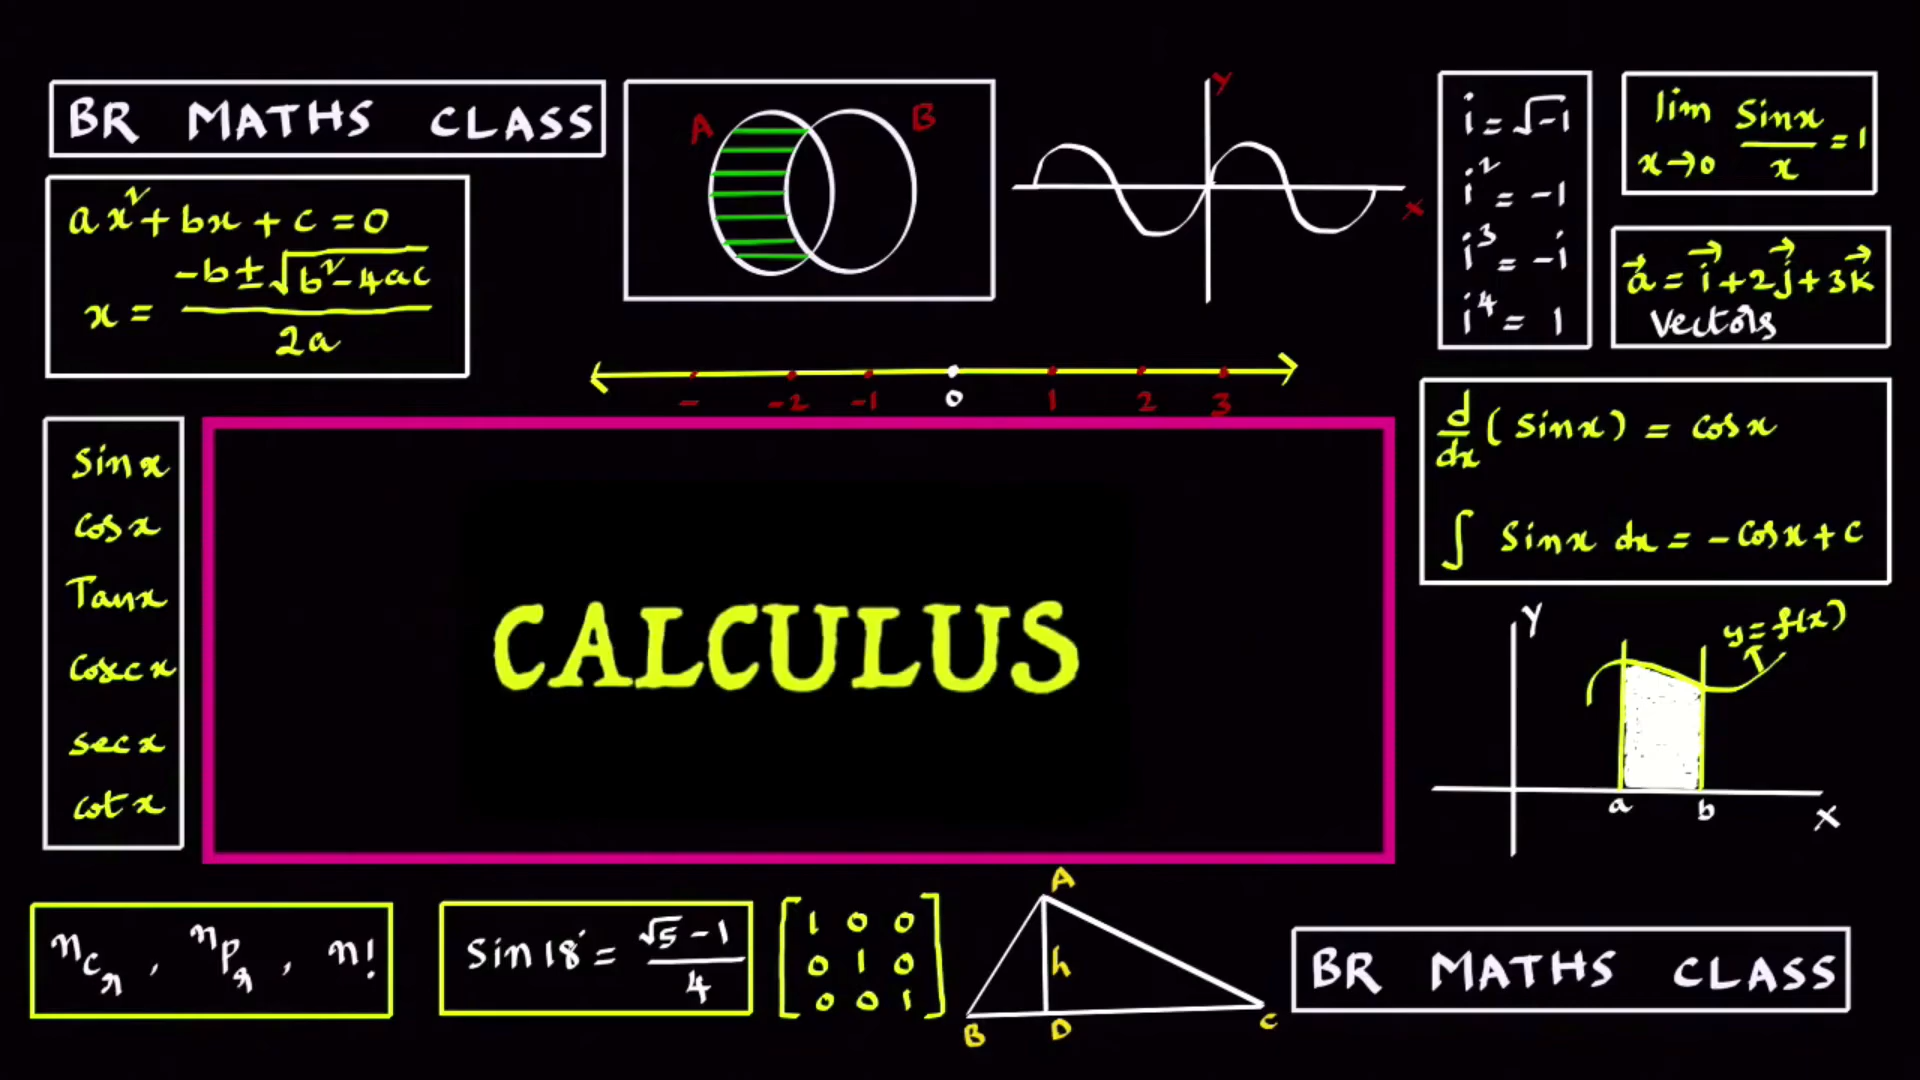 BR MATHS CLASS
ax²+bx+c=0
x = (-b±√(b²-4ac))/2a
A B
Y
X
i=√-1
i²=-1
i³=-i
i⁴=1
lim x→0 Sinx/x =1
a⃗=i⃗+2j⃗+3k⃗
Vectors
- -2 -1 0 1 2 3
Sinx
Cosx
Tanx
Cosecx
secx
cotx
CALCULUS
d/dx (Sinx) = Cosx
∫ Sinx dx = -Cosx+c
Y
y=f(x)
a b
X
ⁿCᵣ, ⁿPᵣ, n!
Sin18°= (√5-1)/4
1 0 0
0 1 0
0 0 1
A
h
B D C
BR MATHS CLASS